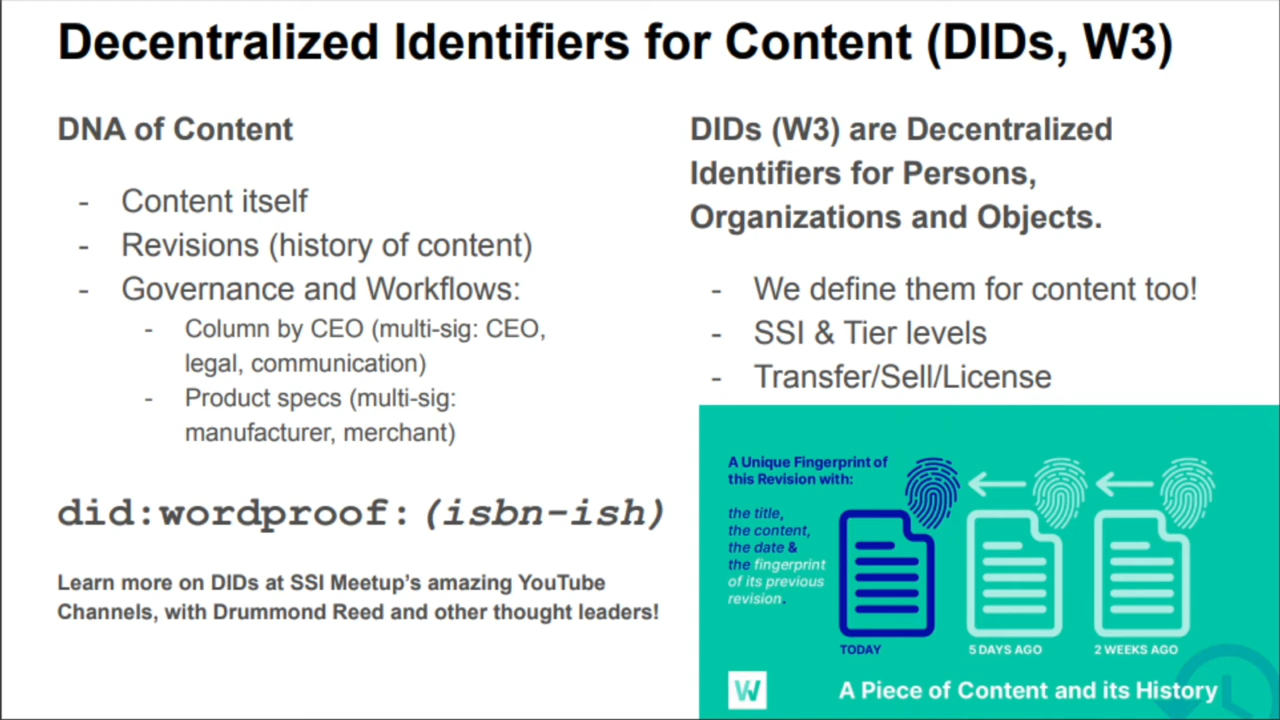 Decentralized Identifiers for Content (DIDs, W3)
DNA of Content
- Content itself
- Revisions (history of content)
- Governance and Workflows:
- Column by CEO (multi-sig: CEO,
legal, communication)
- Product specs (multi-sig:
manufacturer, merchant)
did:wordproof:(isbn-ish)
Learn more on DIDs at SSI Meetup's amazing YouTube
Channels, with Drummond Reed and other thought leaders!
DIDs (W3) are Decentralized
Identifiers for Persons,
Organizations and Objects.
- We define them for content too!
- SSI & Tier levels
- Transfer/Sell/License
A Unique Fingerprint of
this Revision with:
the title,
the content,
the date &
the fingerprint
of its previous
revision.
TODAY
5 DAYS AGO
2 WEEKS AGO
W
A Piece of Content and its History